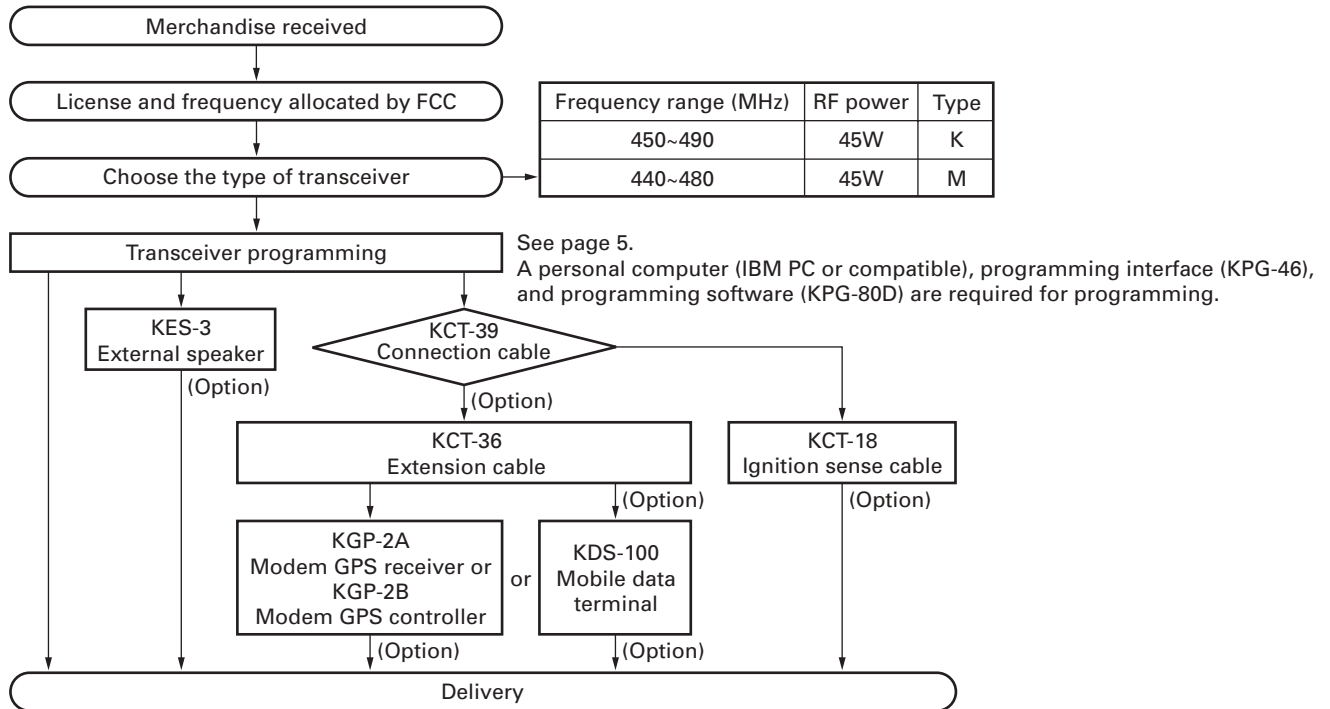 Merchandise received
License and frequency allocated by FCC
Frequency range (MHz) RF power Type
450~490 45W K
440~480 45W M
Choose the type of transceiver
Transceiver programming
See page 5.
A personal computer (IBM PC or compatible), programming interface (KPG-46),
and programming software (KPG-80D) are required for programming.
KES-3
External speaker
(Option)
KCT-39
Connection cable
(Option)
KCT-36
Extension cable
(Option)
KCT-18
Ignition sense cable
(Option)
KGP-2A
Modem GPS receiver or
KGP-2B
Modem GPS controller
(Option)
or
KDS-100
Mobile data
terminal
(Option)
Delivery